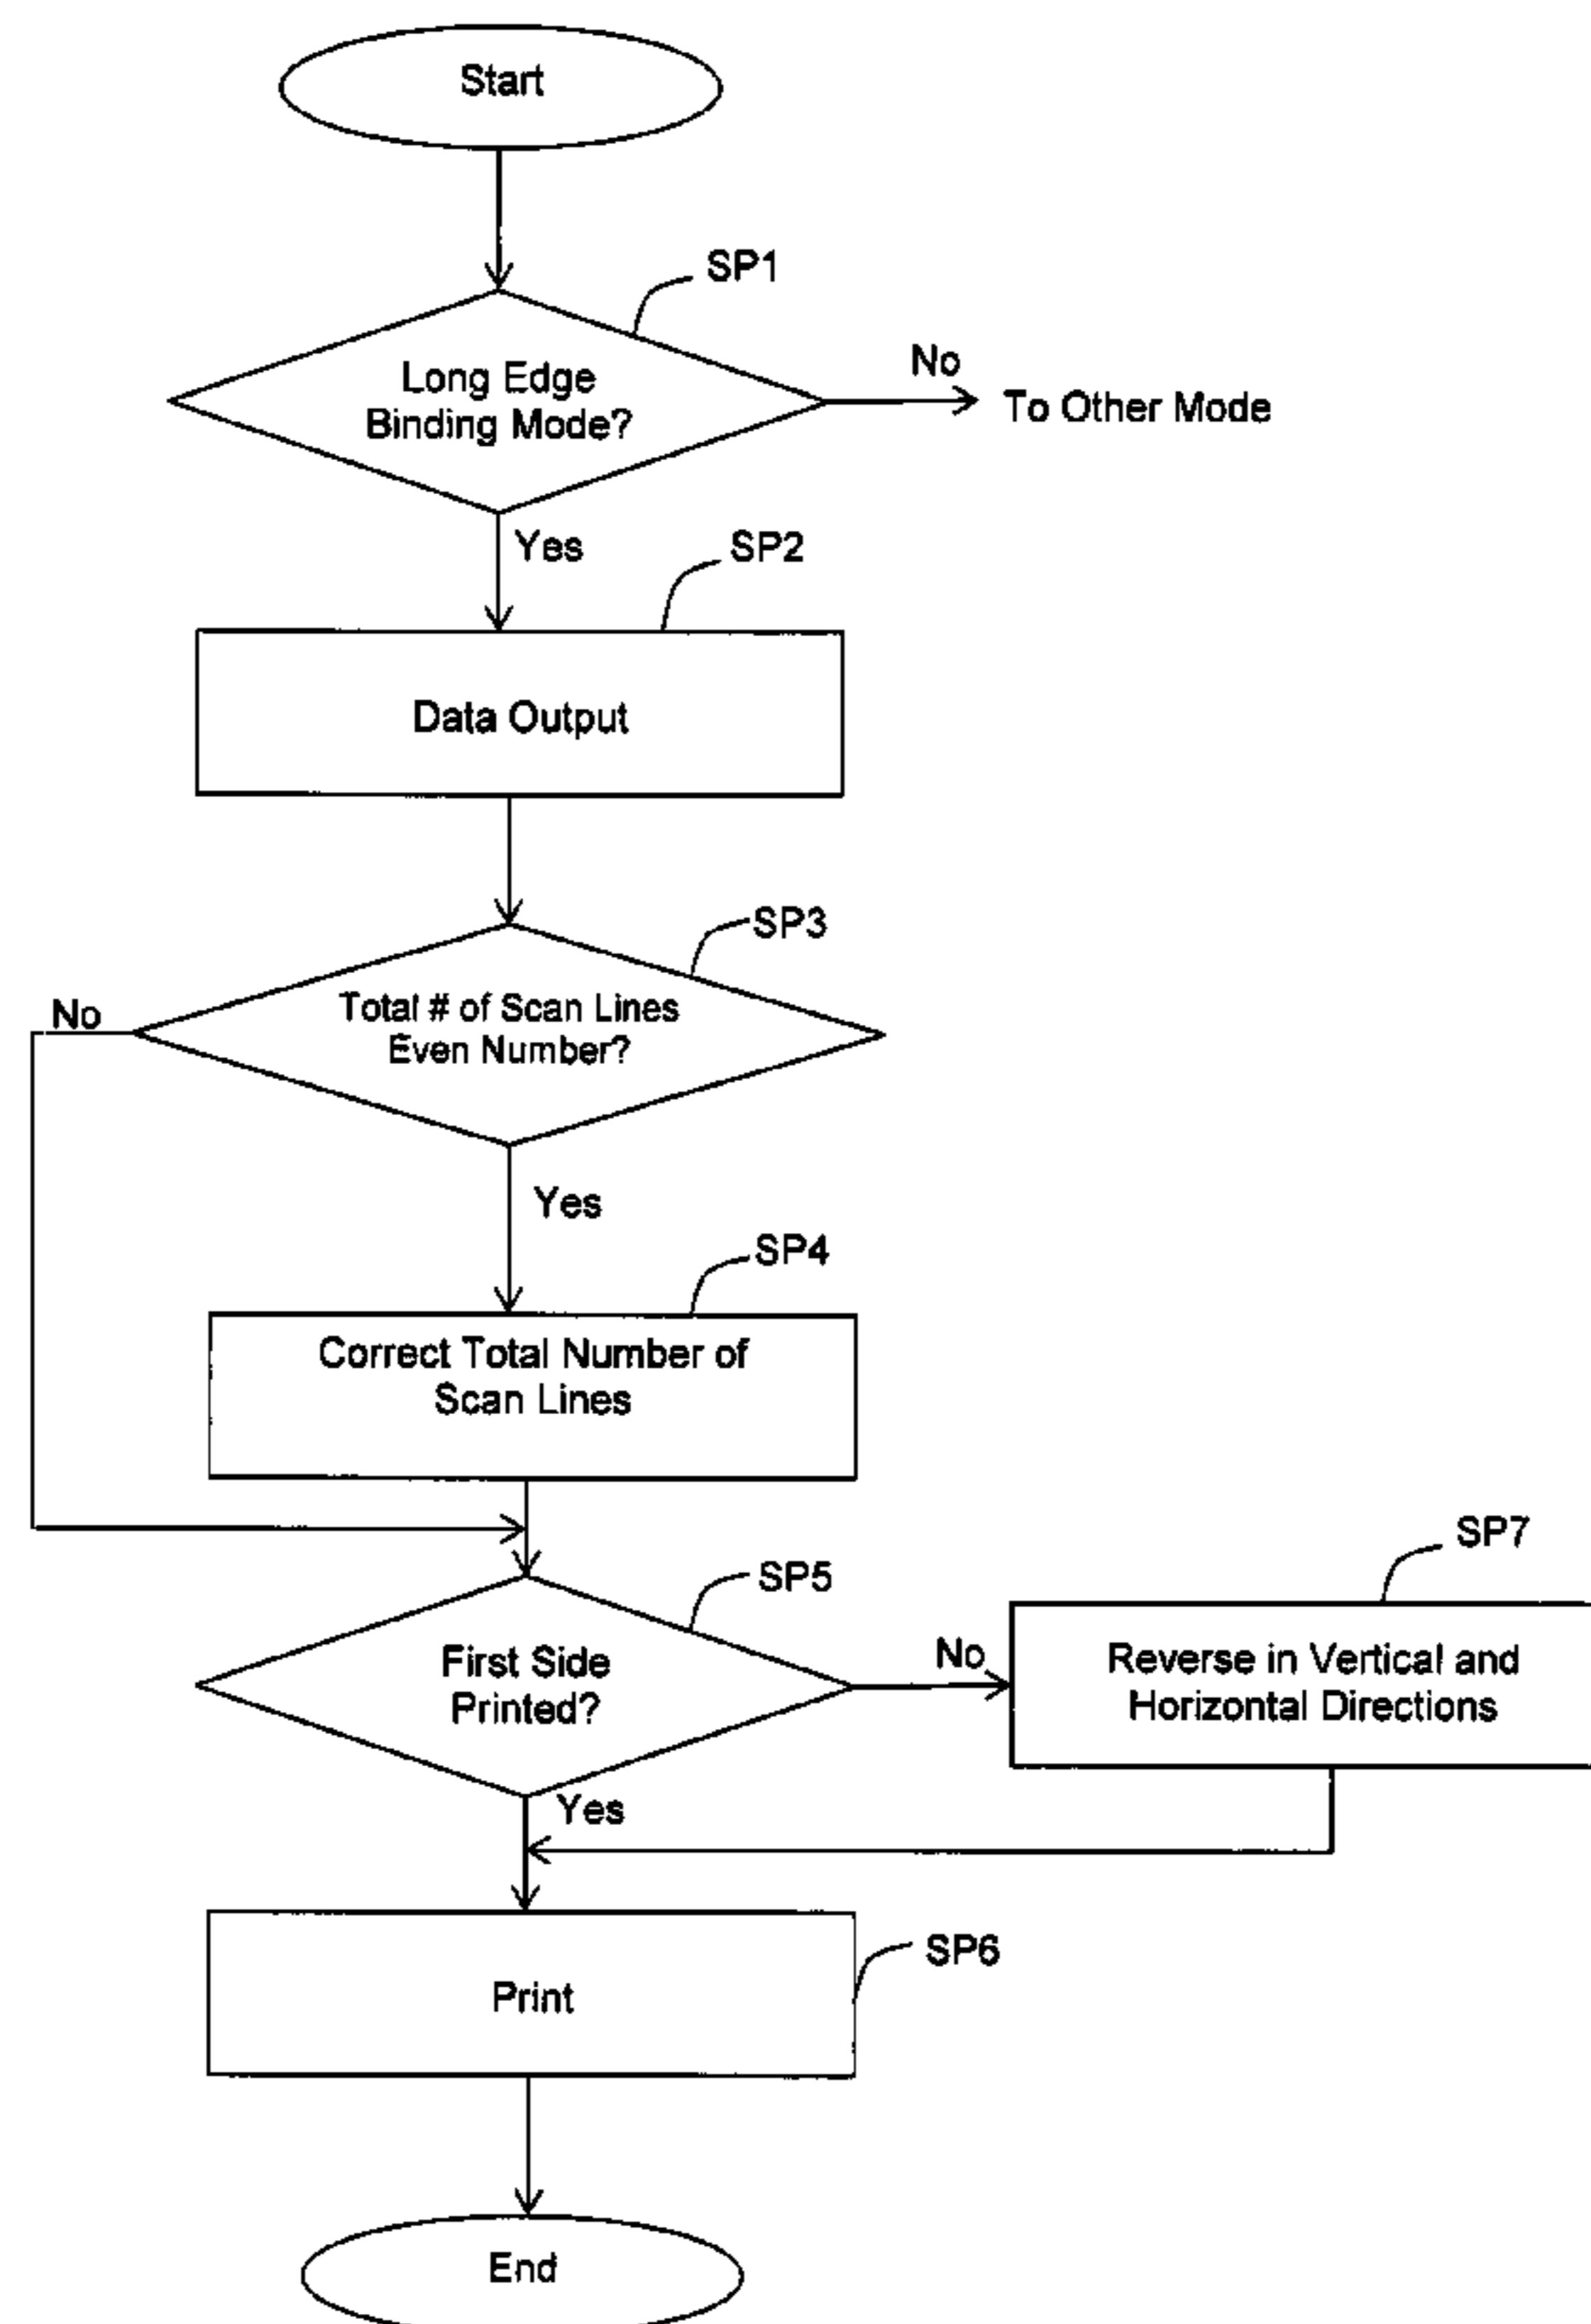 Start
SP1
Long Edge
Binding Mode?
No
To Other Mode
Yes
SP2
Data Output
SP3
Total # of Scan Lines
Even Number?
No
Yes
SP4
Correct Total Number of
Scan Lines
SP5
First Side
Printed?
No
SP7
Reverse in Vertical and
Horizontal Directions
Yes
SP6
Print
End